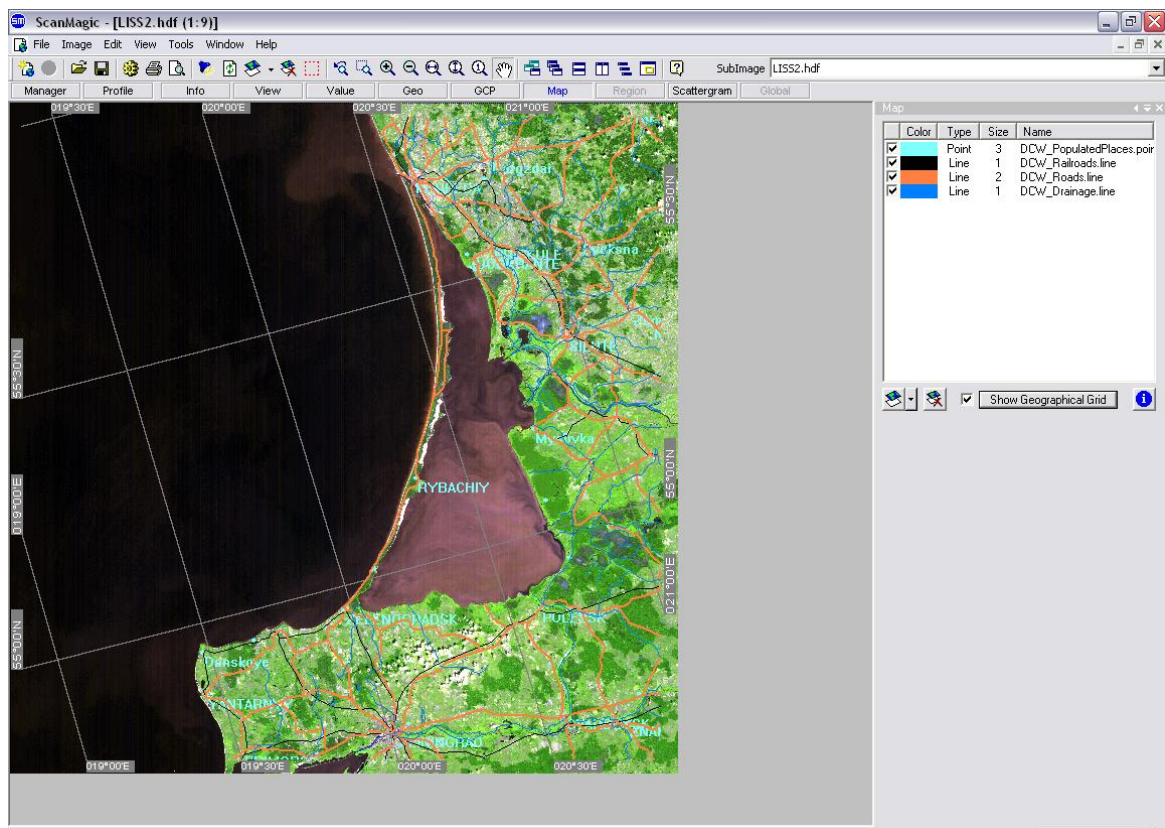 ScanMagic - [LISS2.hdf (1:9)]
File Image Edit View Tools Window Help
SubImage LISS2.hdf
Manager Profile Info View Value Geo GCP Map Region Scattergram Global
019°30'E 020°00'E 020°30'E 021°00'E
Map
Color Type Size Name
Point 3 DCW_PopulatedPlaces.poin
Line 1 DCW_Railroads.line
Line 2 DCW_Roads.line
Line 1 DCW_Drainage.line
Show Geographical Grid
55°30'N
55°30'N
RYBACHIY
55°00'N
019°00'E
021°00'E
55°00'N
Donskoye
019°00'E 019°30'E 020°00'E 020°30'E